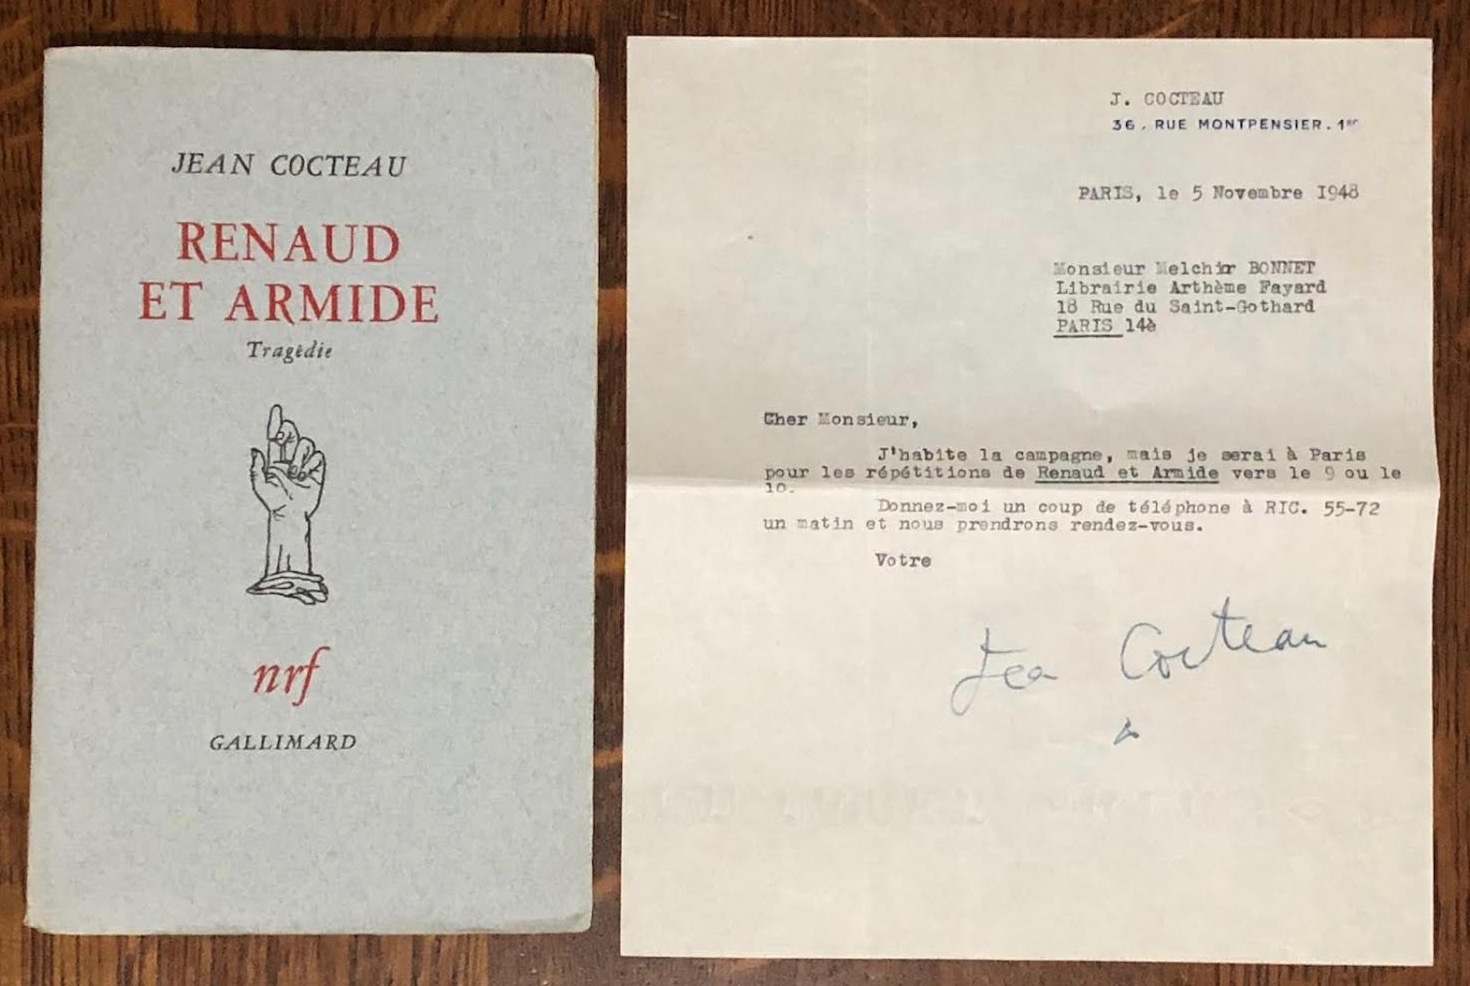 JEAN COCTEAU
RENAUD
ET ARMIDE
Tragédie
nrf
GALLIMARD
J. COCTEAU
36, RUE MONTPENSIER. 1er
PARIS, le 5 Novembre 1948
Monsieur Melchir BONNET
Librairie Arthème Fayard
18 Rue du Saint-Gothard
PARIS 14è
Cher Monsieur,
J'habite la campagne, mais je serai à Paris
pour les répétitions de Renaud et Armide vers le 9 ou le
10.
Donnez-moi un coup de téléphone à RIC. 55-72
un matin et nous prendrons rendez-vous.
Votre
Jean Cocteau